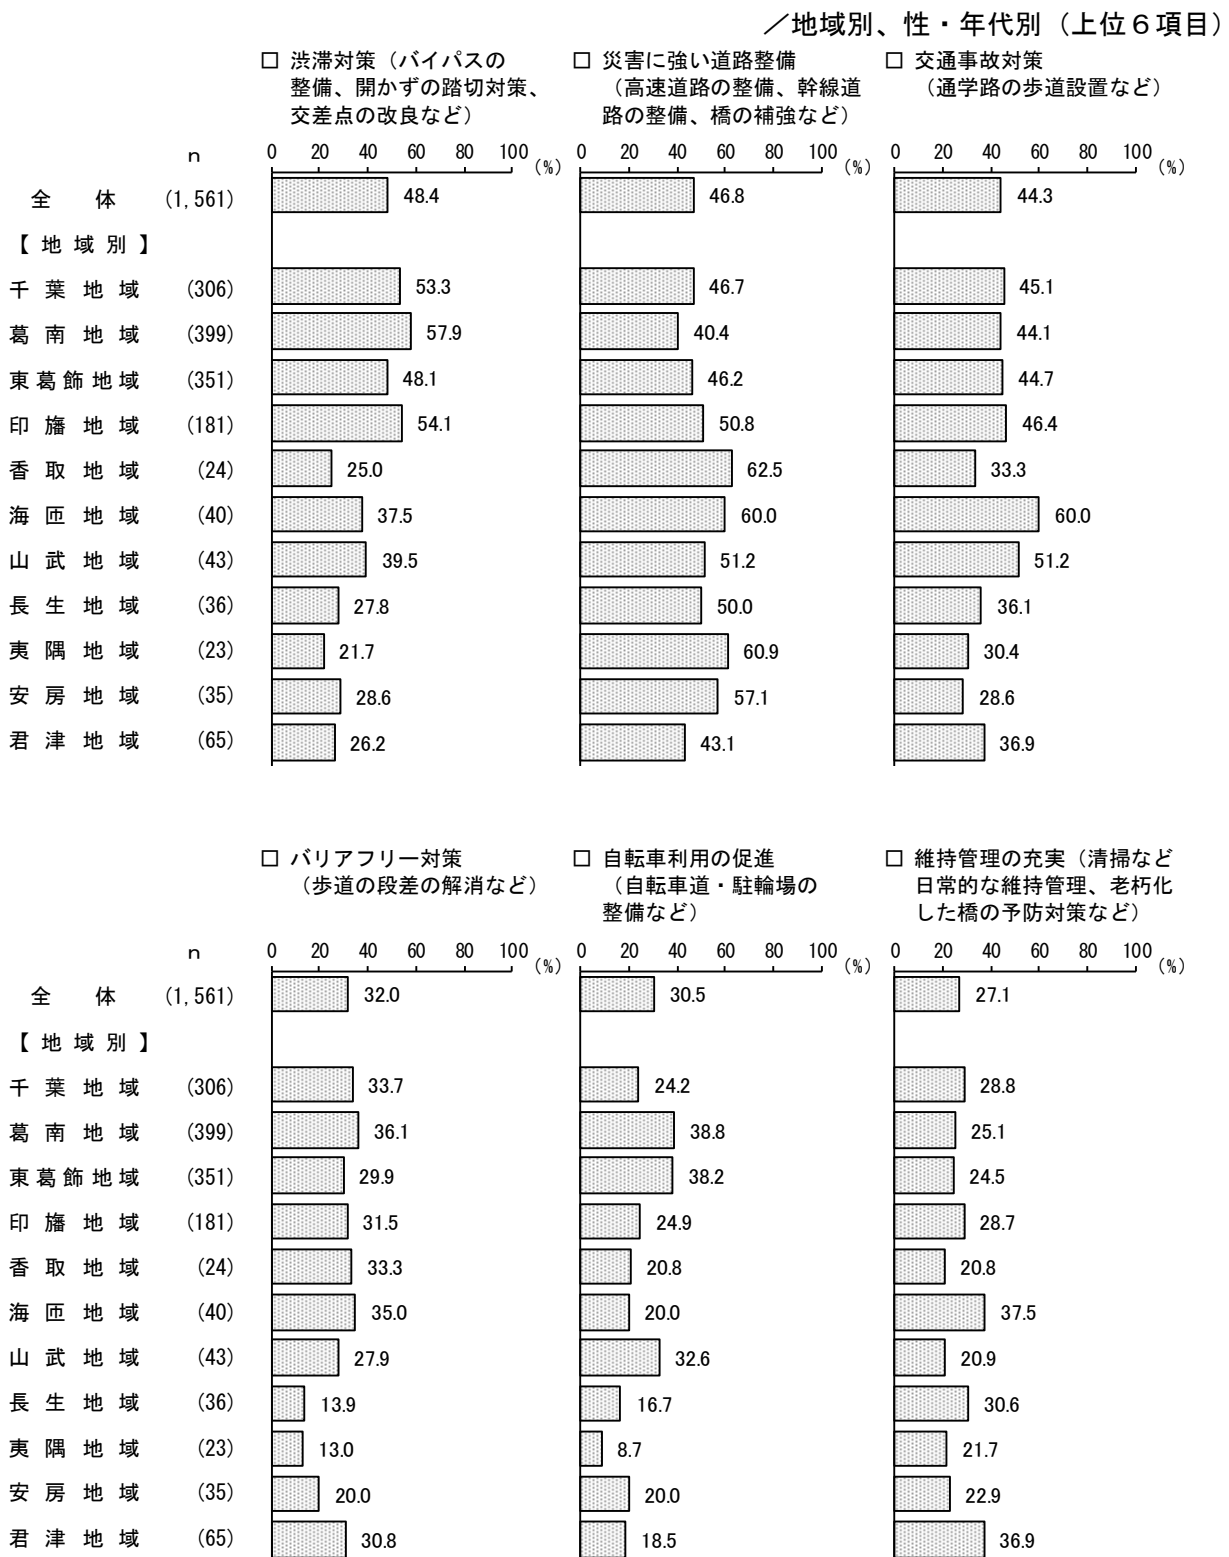 ／地域別、性・年代別（上位６項目）
□ 渋滞対策（バイパスの
整備、開かずの踏切対策、
交差点の改良など）
□ 災害に強い道路整備
（高速道路の整備、幹線道
路の整備、橋の補強など）
□ 交通事故対策
（通学路の歩道設置など）
n 0 20 40 60 80 100 (%) 0 20 40 60 80 100 (%) 0 20 40 60 80 100 (%)
全体 (1,561) 48.4 46.8 44.3
【地域別】
千葉地域 (306) 53.3 46.7 45.1
葛南地域 (399) 57.9 40.4 44.1
東葛飾地域 (351) 48.1 46.2 44.7
印旛地域 (181) 54.1 50.8 46.4
香取地域 (24) 25.0 62.5 33.3
海匝地域 (40) 37.5 60.0 60.0
山武地域 (43) 39.5 51.2 51.2
長生地域 (36) 27.8 50.0 36.1
夷隅地域 (23) 21.7 60.9 30.4
安房地域 (35) 28.6 57.1 28.6
君津地域 (65) 26.2 43.1 36.9
□ バリアフリー対策
（歩道の段差の解消など）
□ 自転車利用の促進
（自転車道・駐輪場の
整備など）
□ 維持管理の充実（清掃など
日常的な維持管理、老朽化
した橋の予防対策など）
n 0 20 40 60 80 100 (%) 0 20 40 60 80 100 (%) 0 20 40 60 80 100 (%)
全体 (1,561) 32.0 30.5 27.1
【地域別】
千葉地域 (306) 33.7 24.2 28.8
葛南地域 (399) 36.1 38.8 25.1
東葛飾地域 (351) 29.9 38.2 24.5
印旛地域 (181) 31.5 24.9 28.7
香取地域 (24) 33.3 20.8 20.8
海匝地域 (40) 35.0 20.0 37.5
山武地域 (43) 27.9 32.6 20.9
長生地域 (36) 13.9 16.7 30.6
夷隅地域 (23) 13.0 8.7 21.7
安房地域 (35) 20.0 20.0 22.9
君津地域 (65) 30.8 18.5 36.9